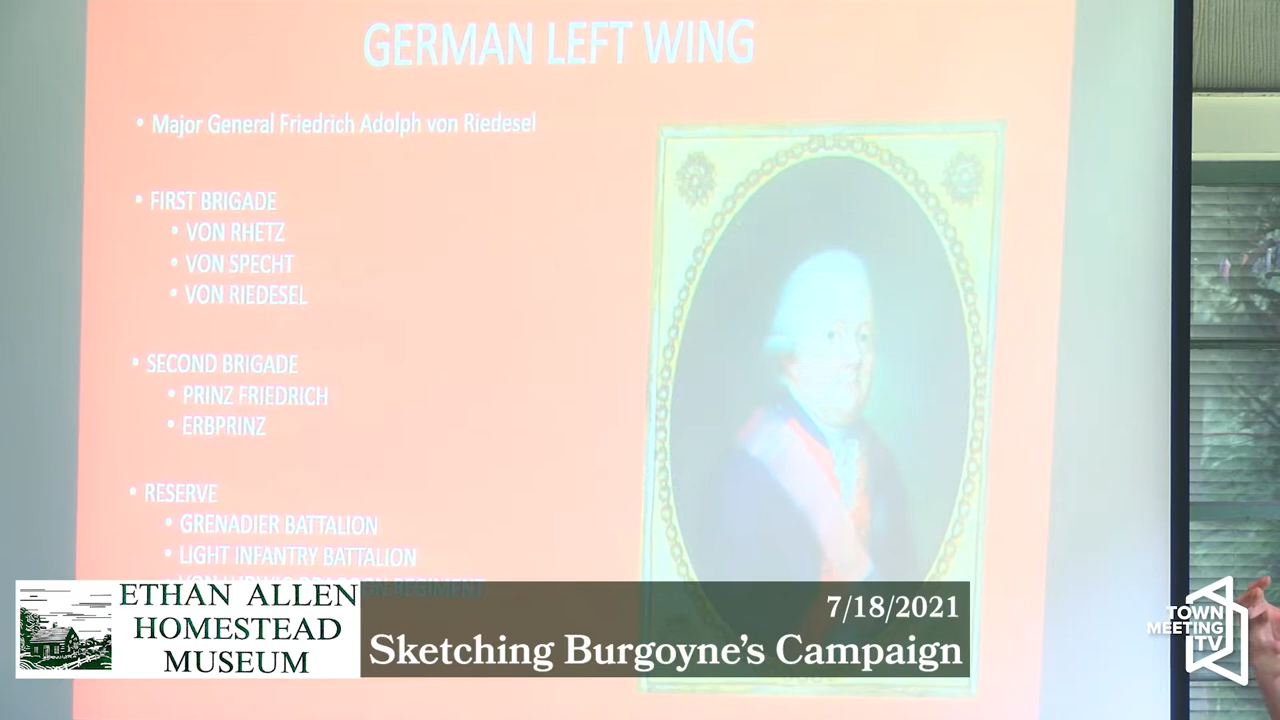 GERMAN LEFT WING
• Major General Friedrich Adolph von Riedesel
• FIRST BRIGADE
• VON RHETZ
• VON SPECHT
• VON RIEDESEL
• SECOND BRIGADE
• PRINZ FRIEDRICH
• ERBPRINZ
• RESERVE
• GRENADIER BATTALION
• LIGHT INFANTRY BATTALION
REGIMENT
ETHAN ALLEN
HOMESTEAD
MUSEUM
7/18/2021
Sketching Burgoyne's Campaign
TOWN
MEETING
TV